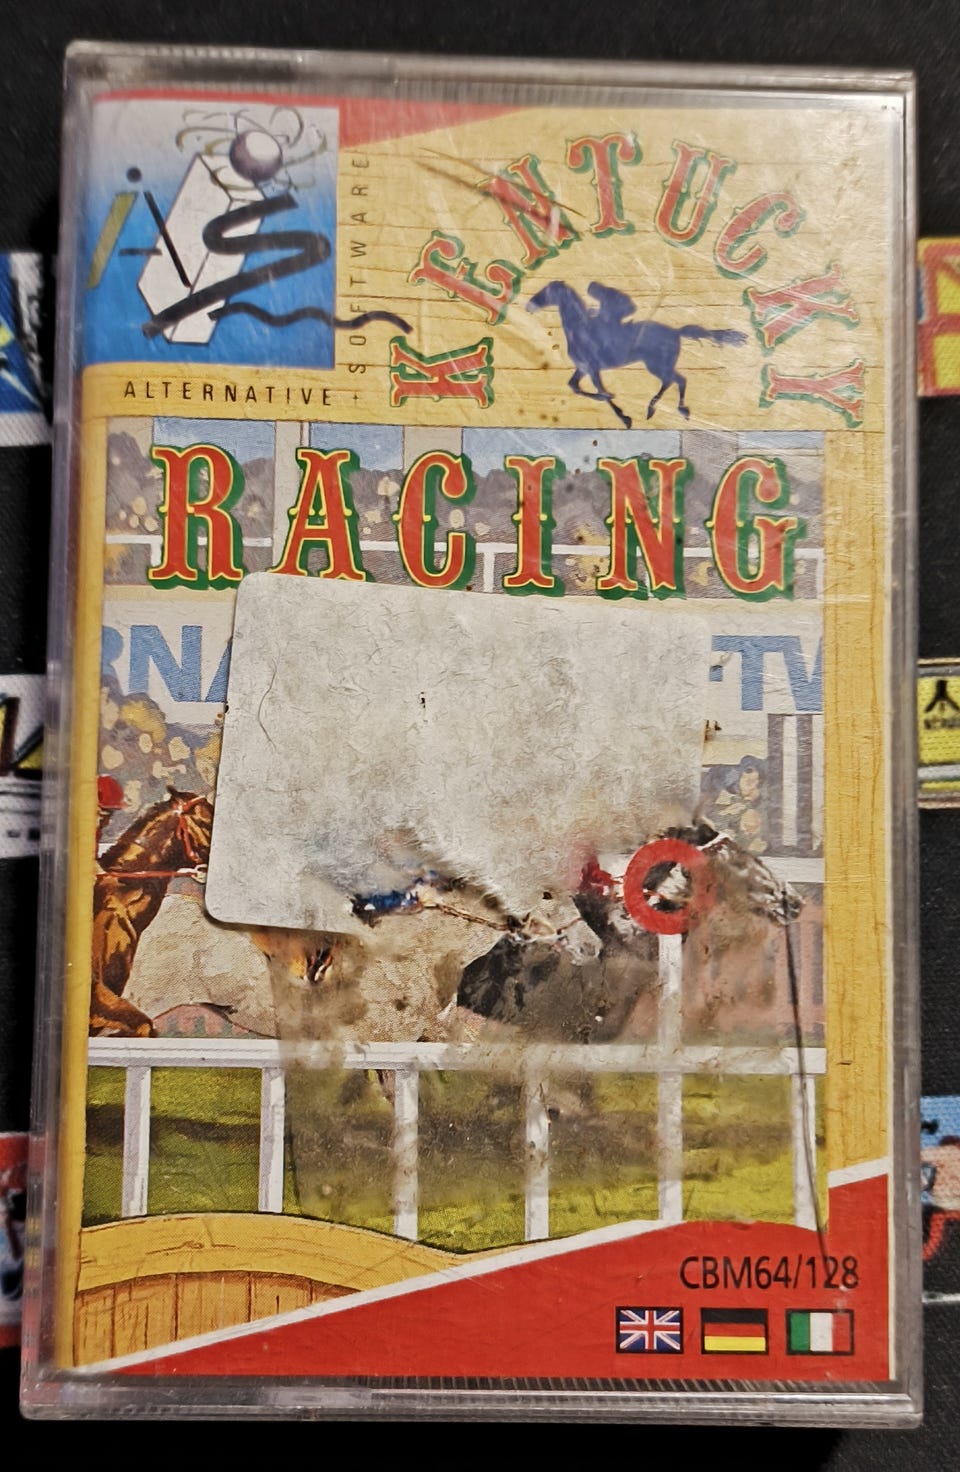 KENTUCKY
SOFTWARE
ALTERNATIVE
RACING
CBM64/128